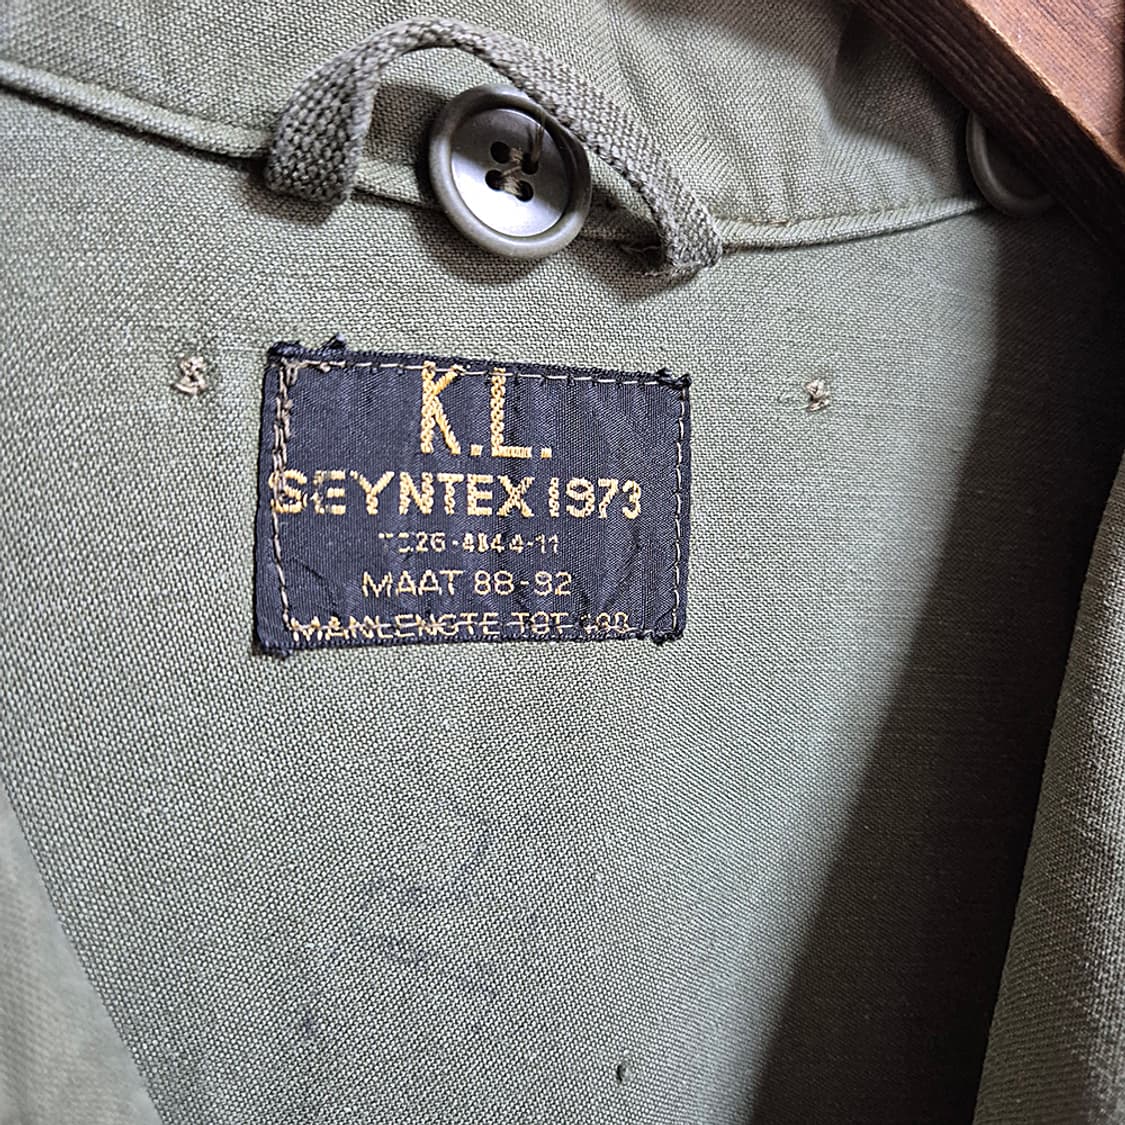 K.L.
SEYNTEX 1973
MAAT 88-92
MANLENGTE TOT